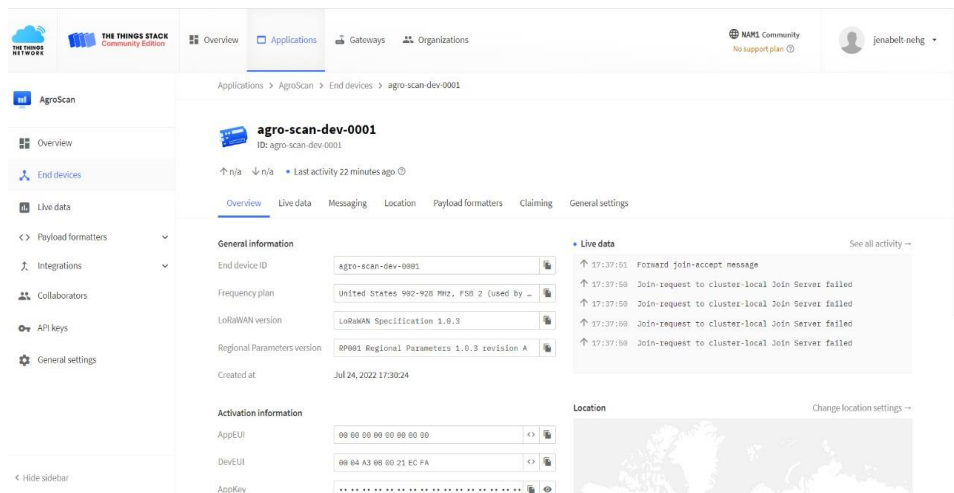 THE THINGS NETWORK
THE THINGS STACK
Community Edition
Overview
Applications
Gateways
Organizations
NAM1 Community
No support plan
jenabelt-nehg
AgroScan
Overview
End devices
Live data
Payload formatters
Integrations
Collaborators
API keys
General settings
< Hide sidebar
Applications > AgroScan > End devices > agro-scan-dev-0001
agro-scan-dev-0001
ID: agro-scan-dev-0001
↑ n/a ↓ n/a • Last activity 22 minutes ago
Overview Live data Messaging Location Payload formatters Claiming General settings
General information
End device ID agro-scan-dev-0001
Frequency plan United States 902-928 MHz, FSB 2 (used by …
LoRaWAN version LoRaWAN Specification 1.0.3
Regional Parameters version RP001 Regional Parameters 1.0.3 revision A
Created at Jul 24, 2022 17:30:24
Activation information
AppEUI 00 00 00 00 00 00 00 00
DevEUI 00 04 A3 0B 00 21 EC FA
AppKey
• Live data See all activity →
↑ 17:37:51 Forward join-accept message
↑ 17:37:50 Join-request to cluster-local Join Server failed
↑ 17:37:50 Join-request to cluster-local Join Server failed
↑ 17:37:50 Join-request to cluster-local Join Server failed
↑ 17:37:50 Join-request to cluster-local Join Server failed
Location Change location settings →